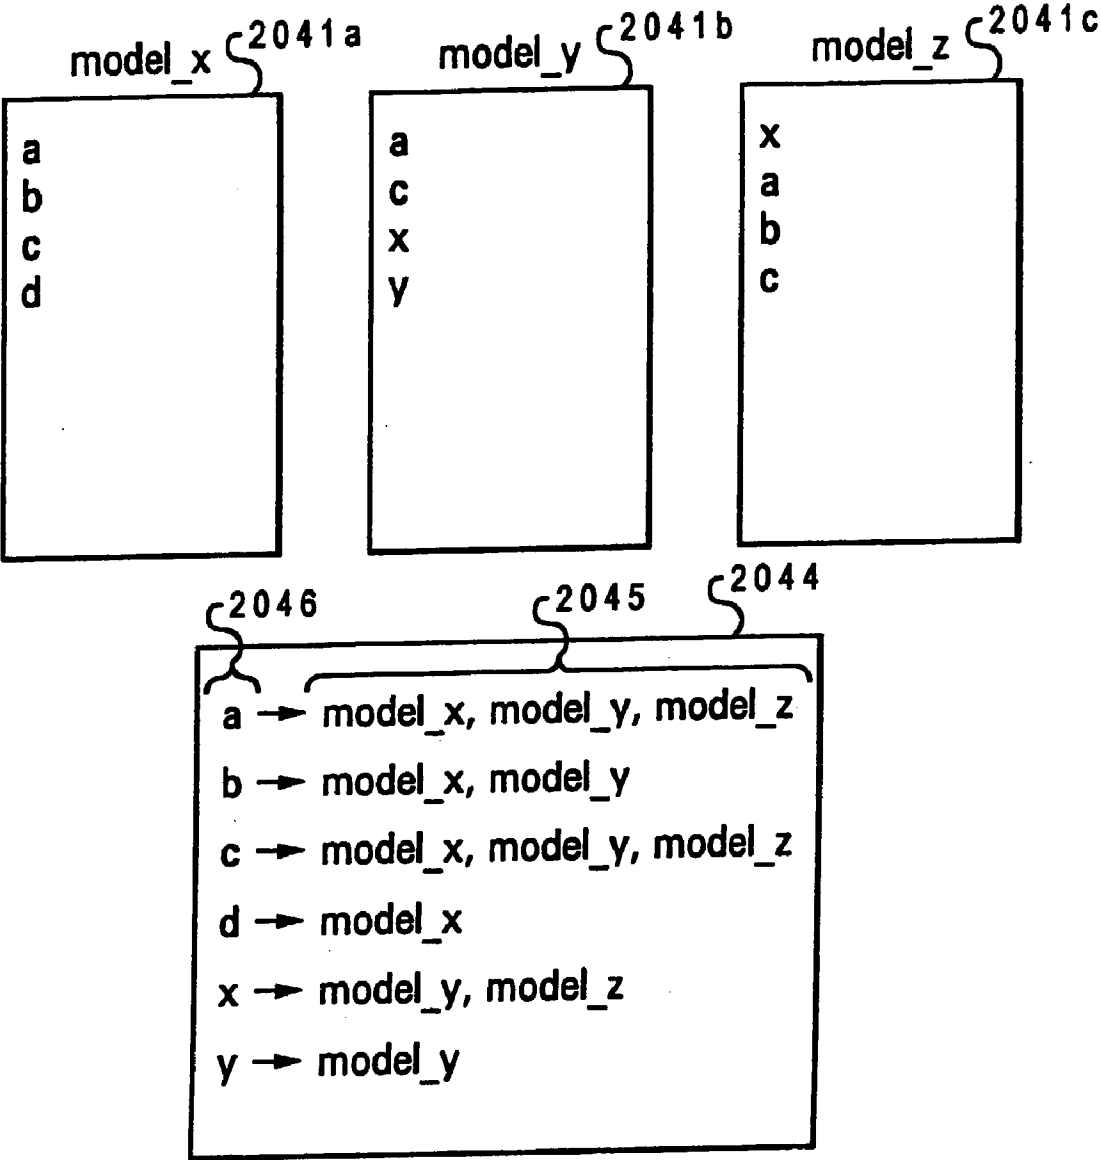 model_x 2041a
a
b
c
d
model_y 2041b
a
c
x
y
model_z 2041c
x
a
b
c
2046 2045 2044
a → model_x, model_y, model_z
b → model_x, model_y
c → model_x, model_y, model_z
d → model_x
x → model_y, model_z
y → model_y